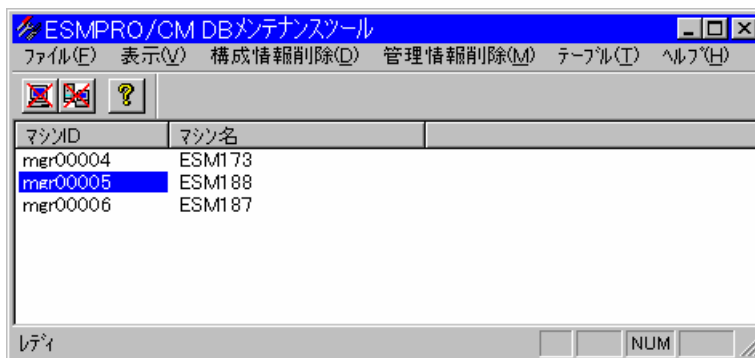 ESMPRO/CM DBメンテナンスツール
ファイル(F) 表示(V) 構成情報削除(D) 管理情報削除(M) テーブル(T) ヘルプ(H)
マシンID マシン名
mgr00004 ESM173
mgr00005 ESM188
mgr00006 ESM187
レディ NUM